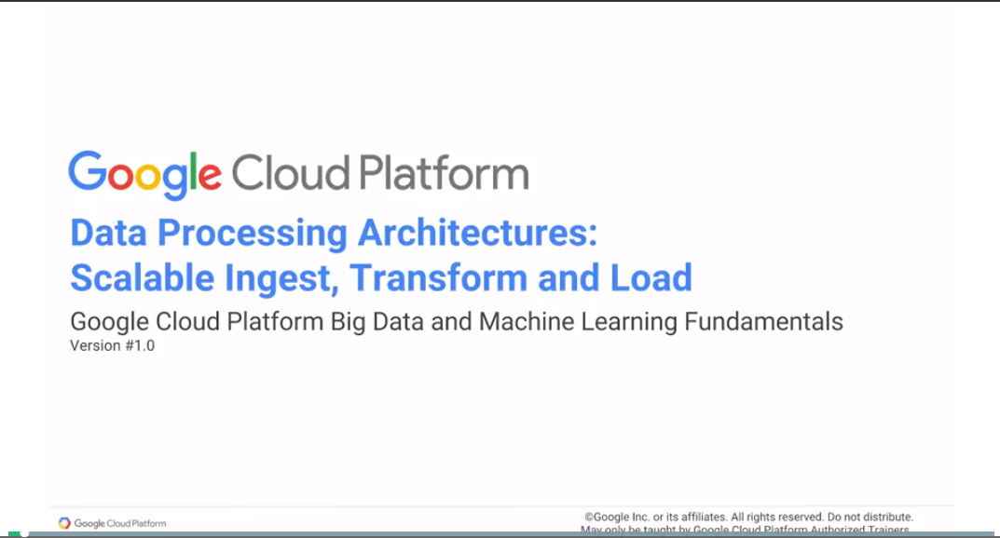 Google Cloud Platform
Data Processing Architectures:
Scalable Ingest, Transform and Load
Google Cloud Platform Big Data and Machine Learning Fundamentals
Version #1.0
Google Cloud Platform
©Google Inc. or its affiliates. All rights reserved. Do not distribute.
May only be taught by Google Cloud Platform Authorized Trainers